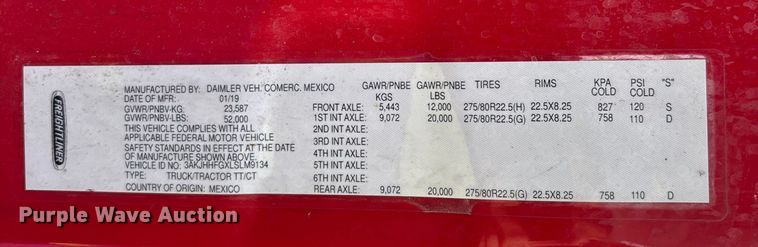 FREIGHTLINER
MANUFACTURED BY: DAIMLER VEH. COMERC. MEXICO
DATE OF MFR: 01/19
GVWR/PNBV-KG: 23,587
GVWR/PNBV-LBS: 52,000
THIS VEHICLE COMPLIES WITH ALL
APPLICABLE FEDERAL MOTOR VEHICLE
SAFETY STANDARDS IN EFFECT AT THE DATE
OF MANUFACTURE SHOWN ABOVE.
VEHICLE ID: 3AKJHHFGXLSLM9134
TYPE: TRUCK/TRACTOR TT/CT
COUNTRY OF ORIGIN: MEXICO
GAWR/PNBE KGS GAWR/PNBE LBS TIRES RIMS KPA COLD PSI COLD "S"
FRONT AXLE: 5,443 12,000 275/80R22.5(H) 22.5X8.25 827 120 S
1ST INT AXLE: 9,072 20,000 275/80R22.5(G) 22.5X8.25 758 110 D
2ND INT AXLE:
3RD INT AXLE:
4TH INT AXLE:
5TH INT AXLE:
6TH INT AXLE:
REAR AXLE: 9,072 20,000 275/80R22.5(G) 22.5X8.25 758 110 D
Purple Wave Auction